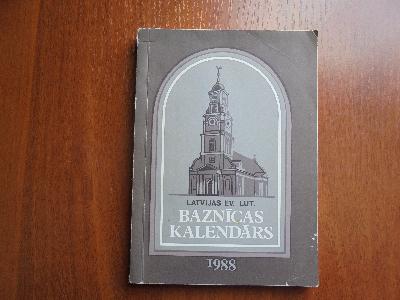 LATVIJAS EV. LUT.
BAZNĪCAS
KALENDĀRS
1988